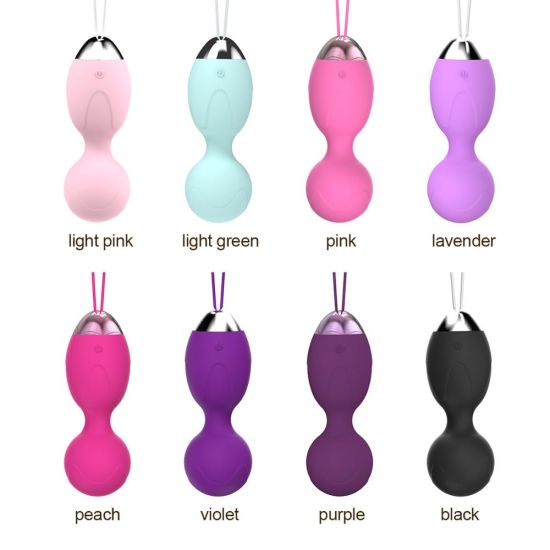 light pink
light green
pink
lavender
peach
violet
purple
black